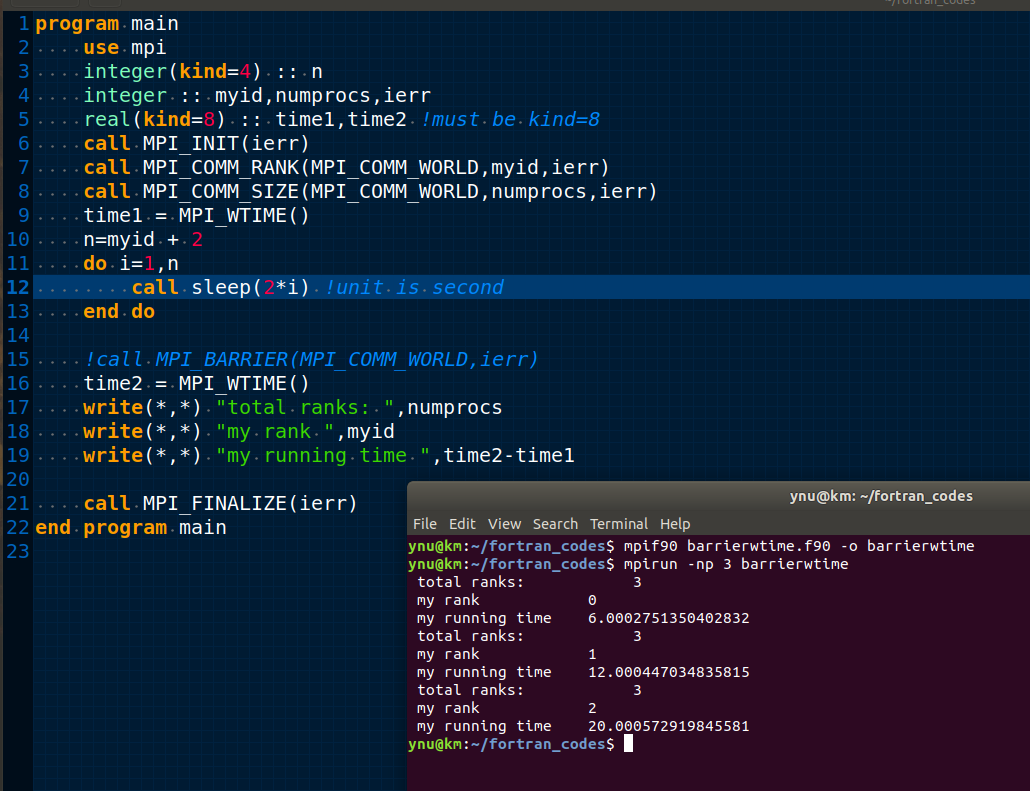 ~/fortran_codes
1 program main
2 use mpi
3 integer(kind=4) :: n
4 integer :: myid,numprocs,ierr
5 real(kind=8) :: time1,time2 !must be kind=8
6 call MPI_INIT(ierr)
7 call MPI_COMM_RANK(MPI_COMM_WORLD,myid,ierr)
8 call MPI_COMM_SIZE(MPI_COMM_WORLD,numprocs,ierr)
9 time1 = MPI_WTIME()
10 n=myid + 2
11 do i=1,n
12 call sleep(2*i) !unit is second
13 end do
14
15 !call MPI_BARRIER(MPI_COMM_WORLD,ierr)
16 time2 = MPI_WTIME()
17 write(*,*) "total ranks: ",numprocs
18 write(*,*) "my rank ",myid
19 write(*,*) "my running time ",time2-time1
20
21 call MPI_FINALIZE(ierr)
22 end program main
23
ynu@km: ~/fortran_codes
File Edit View Search Terminal Help
ynu@km:~/fortran_codes$ mpif90 barrierwtime.f90 -o barrierwtime
ynu@km:~/fortran_codes$ mpirun -np 3 barrierwtime
total ranks: 3
my rank 0
my running time 6.0002751350402832
total ranks: 3
my rank 1
my running time 12.000447034835815
total ranks: 3
my rank 2
my running time 20.000572919845581
ynu@km:~/fortran_codes$